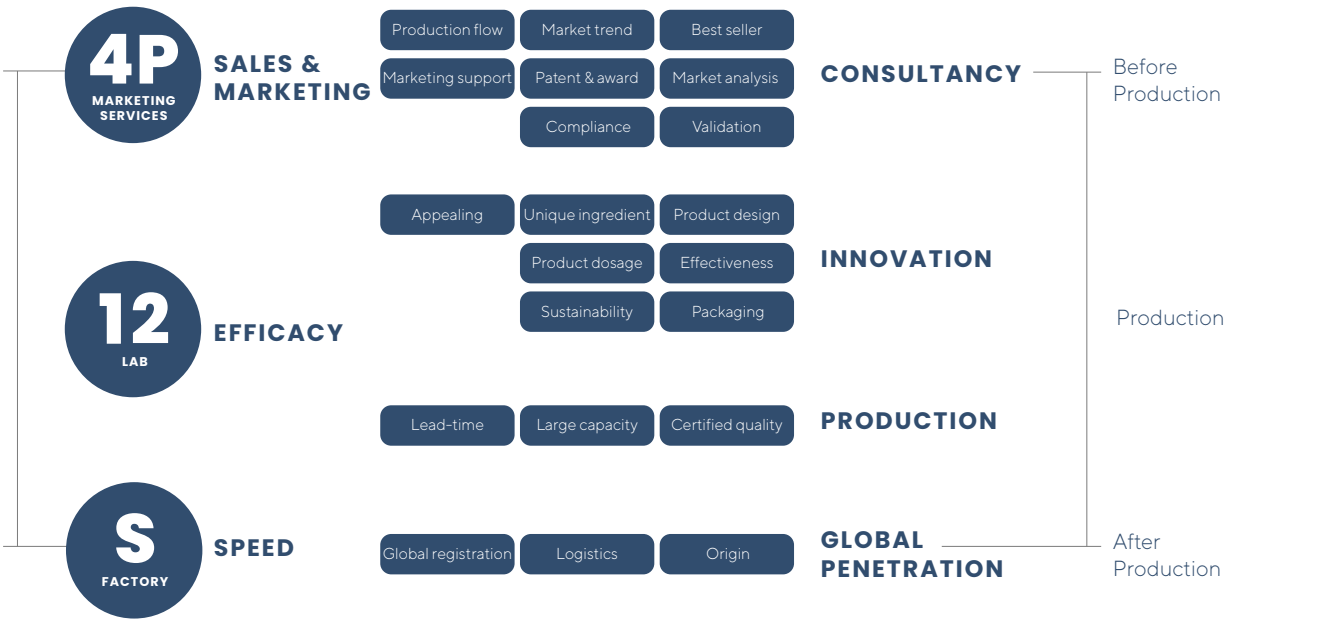 4P
MARKETING
SERVICES
SALES &
MARKETING
Production flow
Market trend
Best seller
Marketing support
Patent & award
Market analysis
Compliance
Validation
CONSULTANCY
Before
Production
Appealing
Unique ingredient
Product design
Product dosage
Effectiveness
Sustainability
Packaging
INNOVATION
12
LAB
EFFICACY
Production
Lead-time
Large capacity
Certified quality
PRODUCTION
S
FACTORY
SPEED
Global registration
Logistics
Origin
GLOBAL
PENETRATION
After
Production